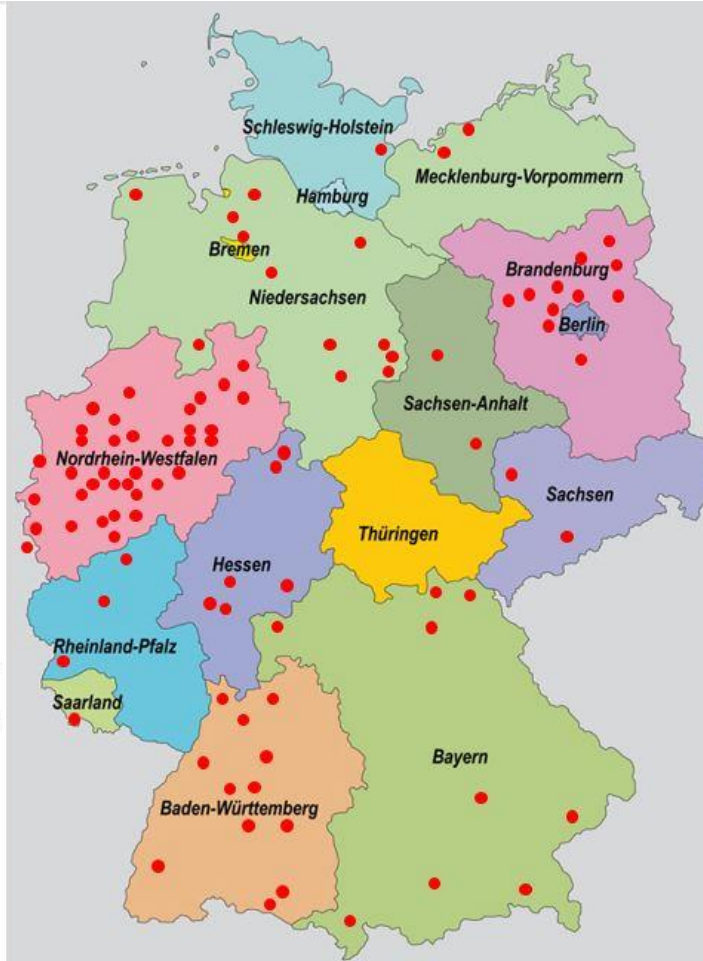 Schleswig-Holstein
Mecklenburg-Vorpommern
Hamburg
Bremen
Brandenburg
Niedersachsen
Berlin
Sachsen-Anhalt
Nordrhein-Westfalen
Sachsen
Thüringen
Hessen
Rheinland-Pfalz
Saarland
Bayern
Baden-Württemberg